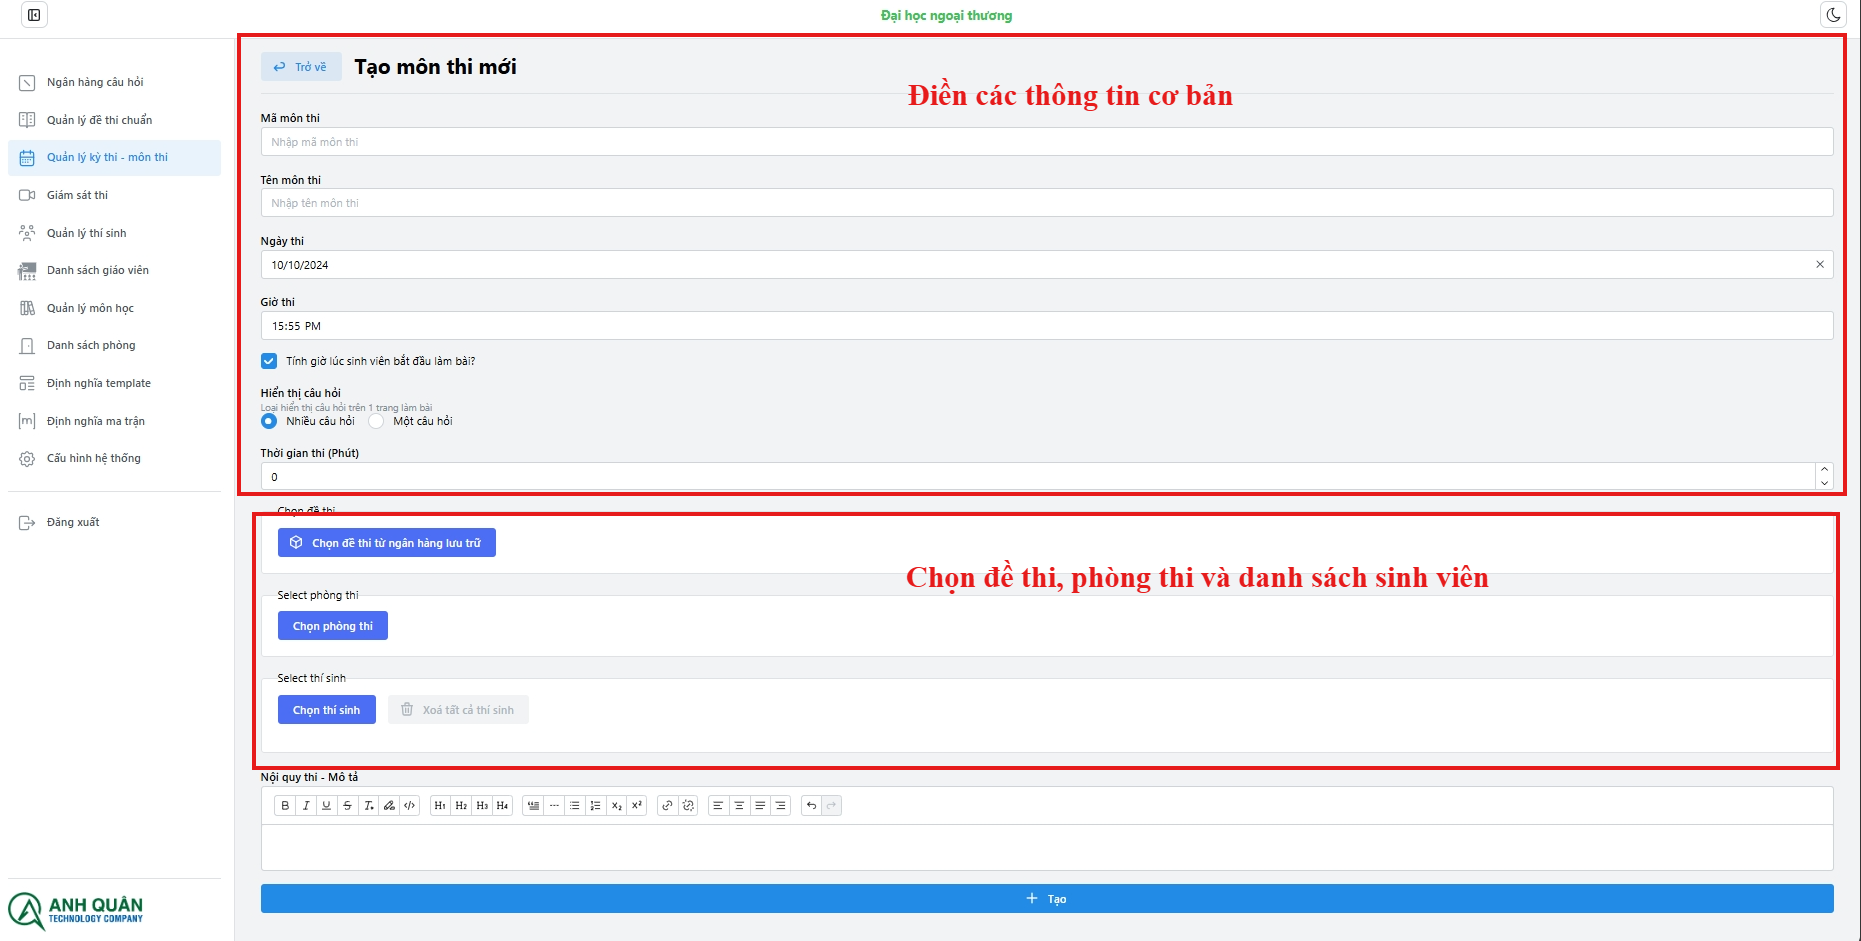 Đại học ngoại thương
Ngân hàng câu hỏi
Quản lý đề thi chuẩn
Quản lý kỳ thi - môn thi
Giám sát thi
Quản lý thí sinh
Danh sách giáo viên
Quản lý môn học
Danh sách phòng
Định nghĩa template
[m] Định nghĩa ma trận
Cấu hình hệ thống
Đăng xuất
ANH QUÂN
TECHNOLOGY COMPANY
Trở về Tạo môn thi mới
Điền các thông tin cơ bản
Mã môn thi
Nhập mã môn thi
Tên môn thi
Nhập tên môn thi
Ngày thi
10/10/2024
Giờ thi
15:55 PM
Tính giờ lúc sinh viên bắt đầu làm bài?
Hiển thị câu hỏi
Loại hiển thị câu hỏi trên 1 trang làm bài
Nhiều câu hỏi Một câu hỏi
Thời gian thi (Phút)
0
Chọn đề thi
Chọn đề thi từ ngân hàng lưu trữ
Chọn đề thi, phòng thi và danh sách sinh viên
Select phòng thi
Chọn phòng thi
Select thí sinh
Chọn thí sinh Xoá tất cả thí sinh
Nội quy thi - Mô tả
B I U S Tx </> H1 H2 H3 H4 x₂ x²
+ Tạo